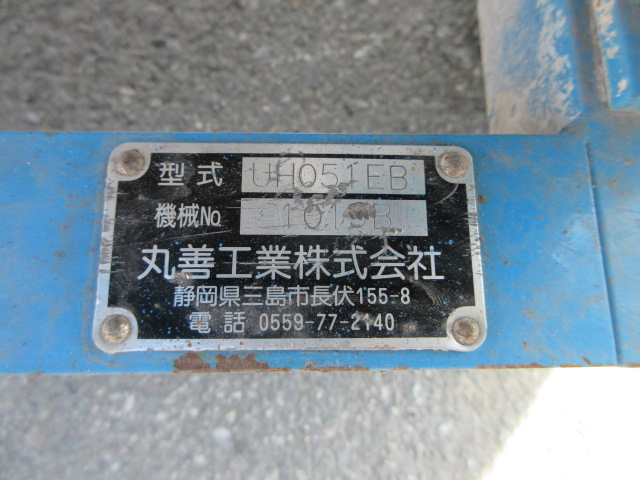 型式 UH051EB
機械No
丸善工業株式会社
静岡県三島市長伏155-8
電話 0559-77-2140